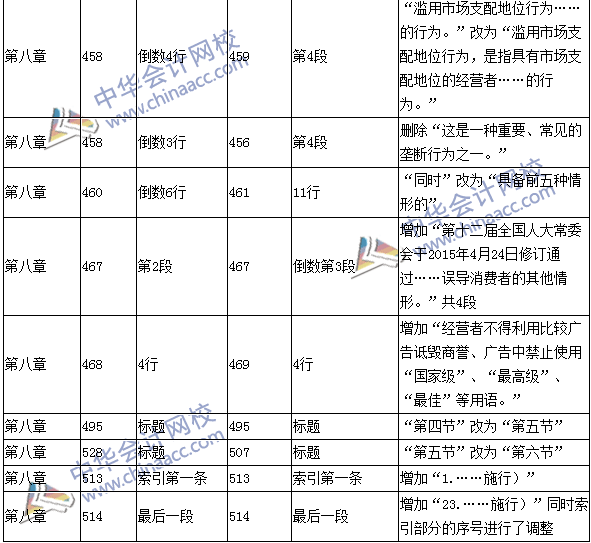 “滥用市场支配地位行为……
的行为。”改为“滥用市场支
第八章 458 倒数4行 459 第4段 配地位行为，是指具有市场支
配地位的经营者……的行
为。”
第八章 458 倒数3行 456 第4段 删除“这是一种重要、常见的
垄断行为之一。”
第八章 460 倒数6行 461 11行 “同时”改为“具备前五种情
形的”
增加“第十二届全国人大常委
第八章 467 第2段 467 倒数第3段 会于2015年4月24日修订通
过……误导消费者的其他情
形。”共4段
增加“经营者不得利用比较广
第八章 468 4行 469 4行 告诋毁商誉、广告中禁止使用
“国家级”、“最高级”、
“最佳”等用语。”
第八章 495 标题 495 标题 “第四节”改为“第五节”
第八章 528 标题 507 标题 “第五节”改为“第六节”
第八章 513 索引第一条 513 索引第一条 增加“1.……施行）”
第八章 514 最后一段 514 最后一段 增加“23.……施行）”同时索
引部分的序号进行了调整
中华会计网校
www.chinaacc.com
中华会计网校
www.chinaacc.com
中华会计网校
www.chinaacc.com